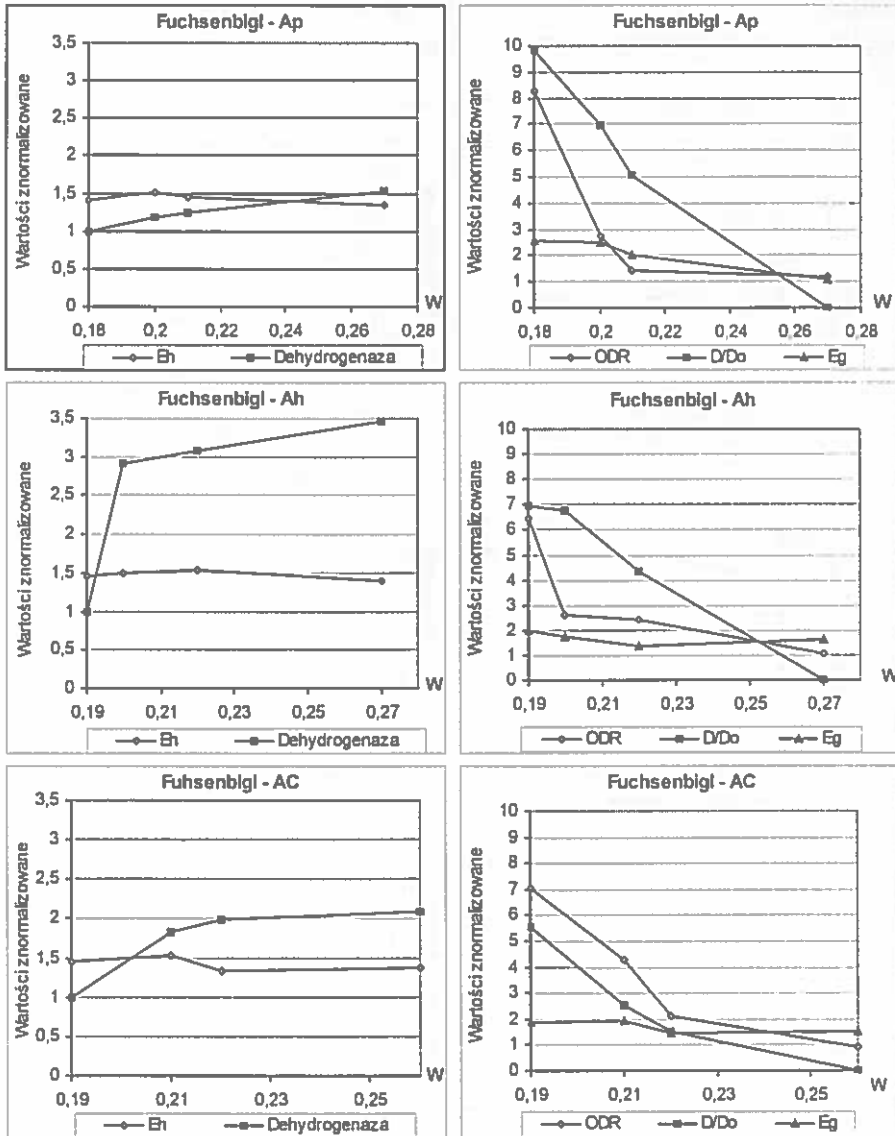 Fuchsenbigl - Ap
Wartości znormalizowane
3,5
3
2,5
2
1,5
1
0,5
0
0,18 0,2 0,22 0,24 0,26 0,28
W
Eh Dehydrogenaza
Fuchsenbigl - Ap
Wartości znormalizowane
10
9
8
7
6
5
4
3
2
1
0
0,18 0,2 0,22 0,24 0,26 0,28
W
ODR D/Do Eg
Fuchsenbigl - Ah
Wartości znormalizowane
3,5
3
2,5
2
1,5
1
0,5
0
0,19 0,21 0,23 0,25 0,27
W
Eh Dehydrogenaza
Fuchsenbigl - Ah
Wartości znormalizowane
10
9
8
7
6
5
4
3
2
1
0
0,19 0,21 0,23 0,25 0,27
W
ODR D/Do Eg
Fuhsenbigl - AC
Wartości znormalizowane
3,5
3
2,5
2
1,5
1
0,5
0
0,19 0,21 0,23 0,25
W
Eh Dehydrogenaza
Fuchsenbigl - AC
Wartości znormalizowane
10
9
8
7
6
5
4
3
2
1
0
0,19 0,21 0,23 0,25
W
ODR D/Do Eg